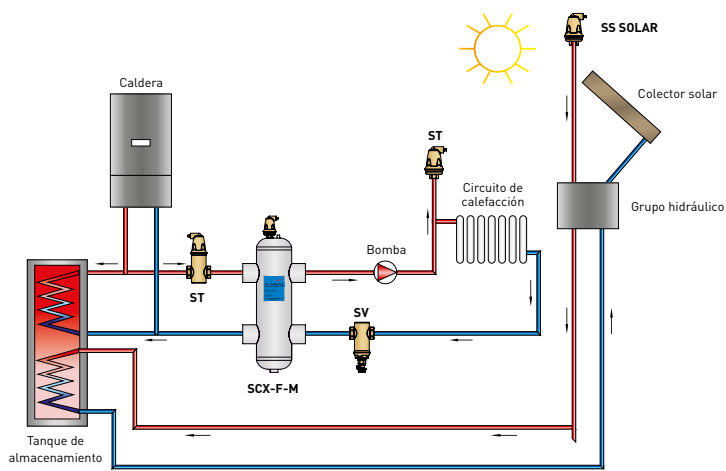 SS SOLAR
Caldera
Colector solar
ST
Circuito de
calefacción
Grupo hidráulico
Bomba
ST
SV
SCX-F-M
Tanque de
almacenamiento